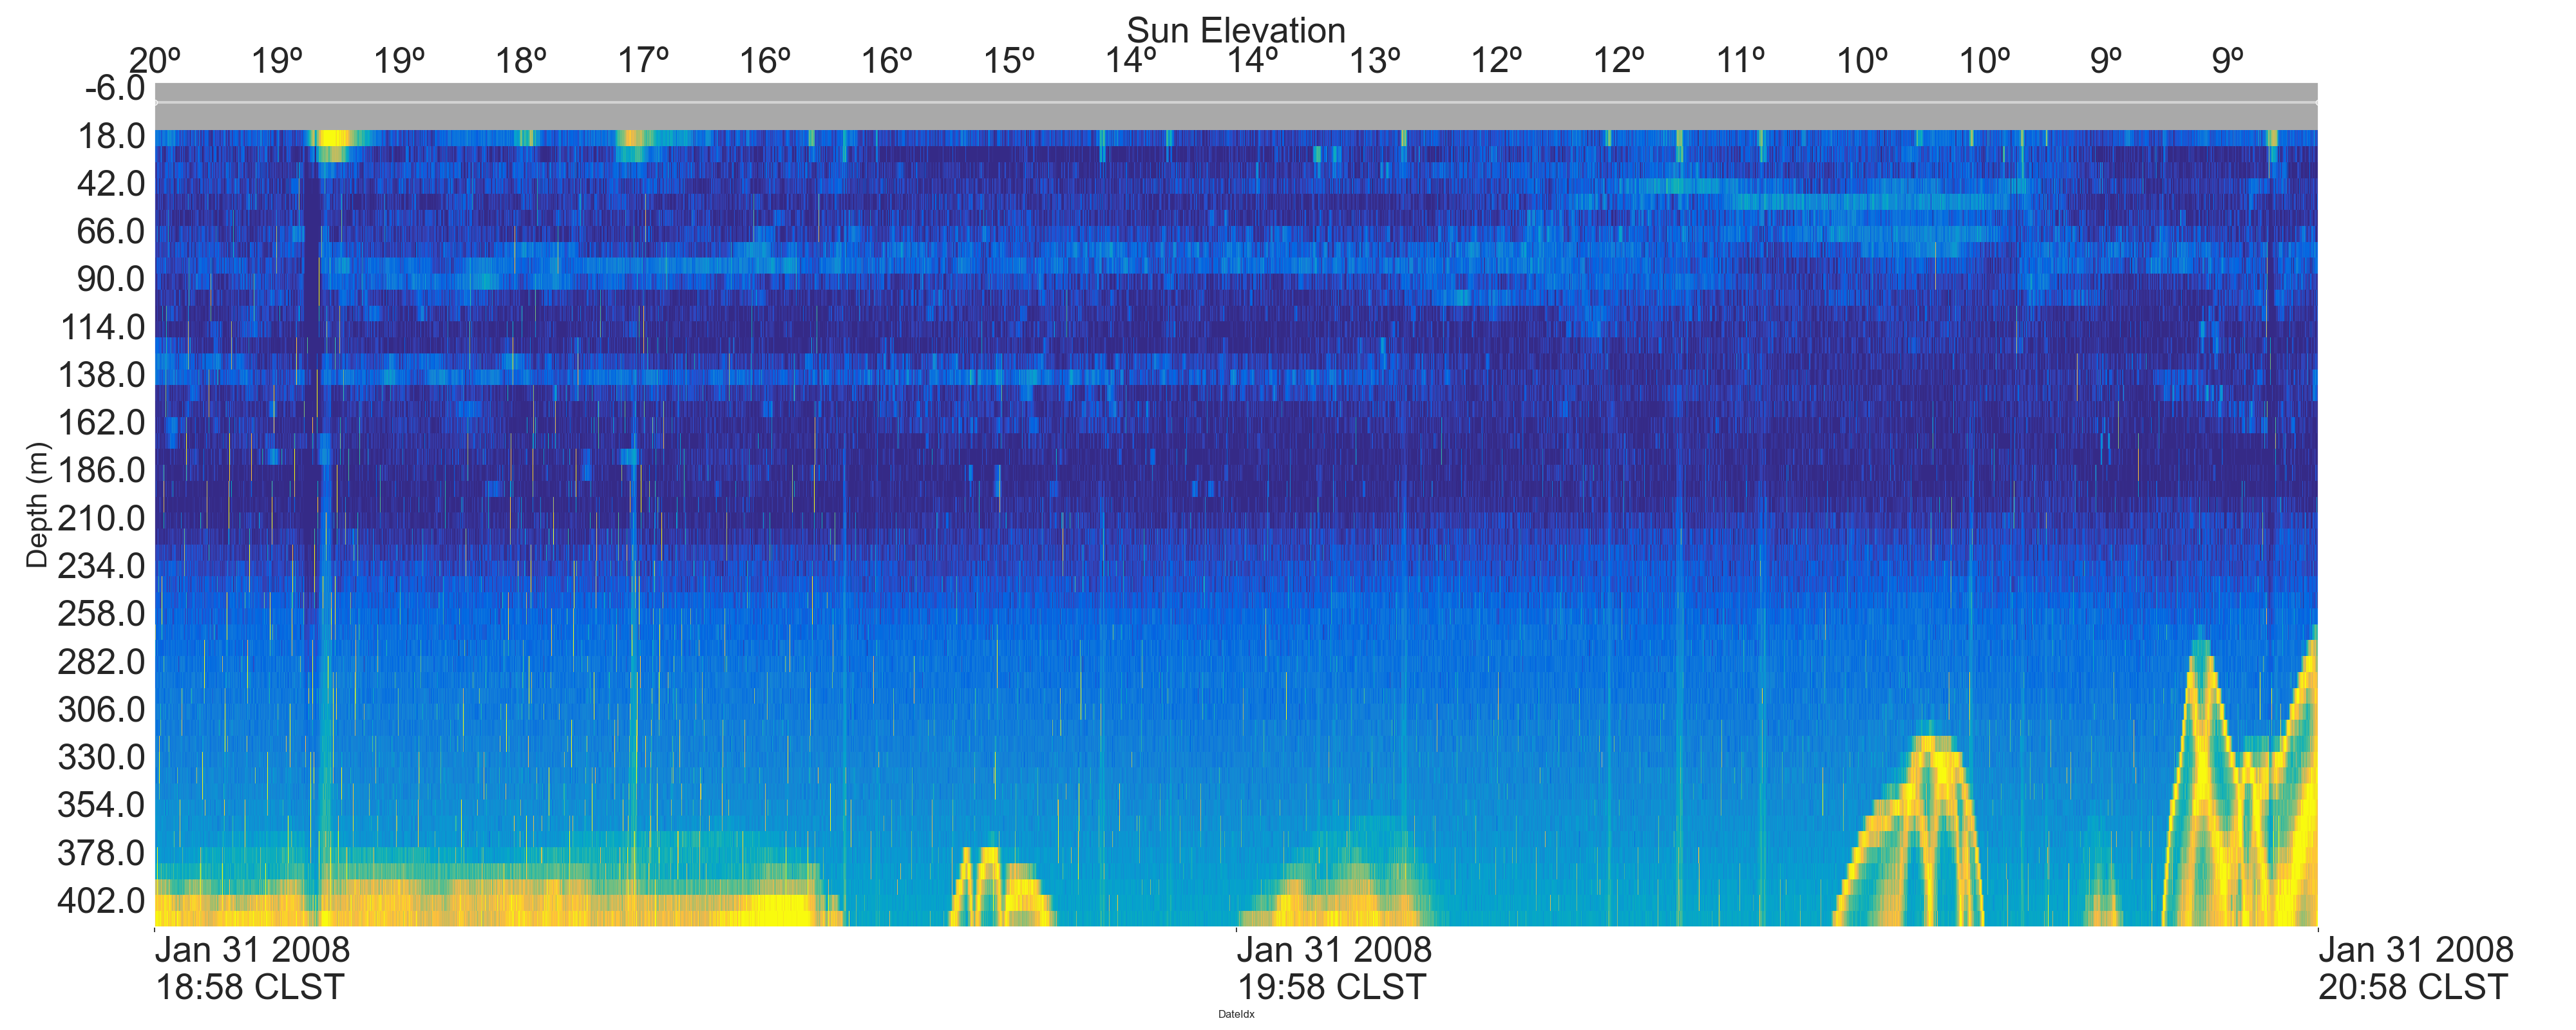 Sun Elevation
20º 19º 19º 18º 17º 16º 16º 15º 14º 14º 13º 12º 12º 11º 10º 10º 9º 9º
-6.0
18.0
42.0
66.0
90.0
114.0
138.0
162.0
186.0
210.0
234.0
258.0
282.0
306.0
330.0
354.0
378.0
402.0
Depth (m)
Jan 31 2008
18:58 CLST
Jan 31 2008
19:58 CLST
Jan 31 2008
20:58 CLST
DateIdx